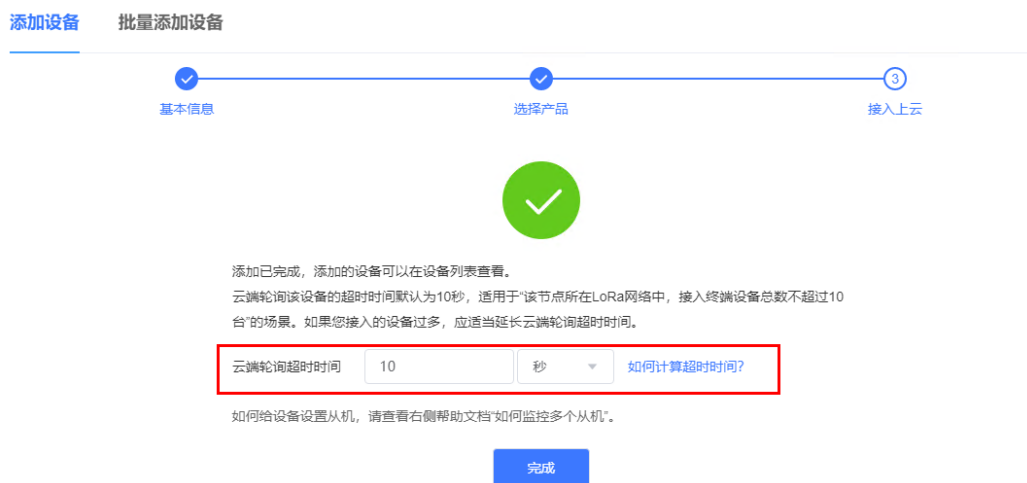 添加设备 批量添加设备
3
基本信息 选择产品 接入上云
添加已完成，添加的设备可以在设备列表查看。
云端轮询该设备的超时时间默认为10秒，适用于“该节点所在LoRa网络中，接入终端设备总数不超过10
台”的场景。如果您接入的设备过多，应适当延长云端轮询超时时间。
云端轮询超时时间 10 秒 如何计算超时时间?
如何给设备设置从机，请查看右侧帮助文档“如何监控多个从机”。
完成